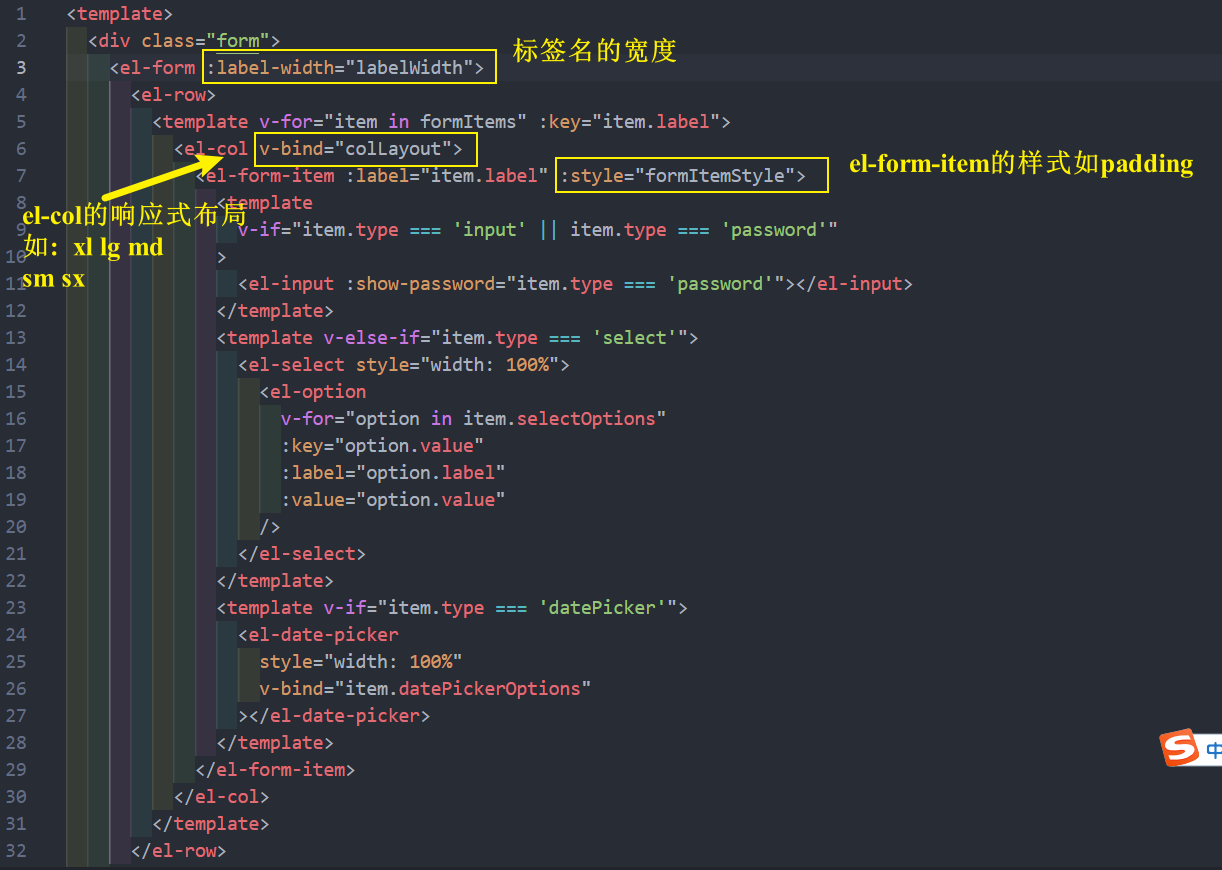 1 <template>
2 <div class="form">
3 <el-form :label-width="labelWidth"> 标签名的宽度
4 <el-row>
5 <template v-for="item in formItems" :key="item.label">
6 <el-col v-bind="colLayout">
7 <el-form-item :label="item.label" :style="formItemStyle"> el-form-item的样式如padding
8 <template
el-col的响应式布局
9 v-if="item.type === 'input' || item.type === 'password'"
如：xl lg md
10 >
sm sx
11 <el-input :show-password="item.type === 'password'"></el-input>
12 </template>
13 <template v-else-if="item.type === 'select'">
14 <el-select style="width: 100%">
15 <el-option
16 v-for="option in item.selectOptions"
17 :key="option.value"
18 :label="option.label"
19 :value="option.value"
20 />
21 </el-select>
22 </template>
23 <template v-if="item.type === 'datePicker'">
24 <el-date-picker
25 style="width: 100%"
26 v-bind="item.datePickerOptions"
27 ></el-date-picker>
28 </template>
29 </el-form-item>
30 </el-col>
31 </template>
32 </el-row>
S 中